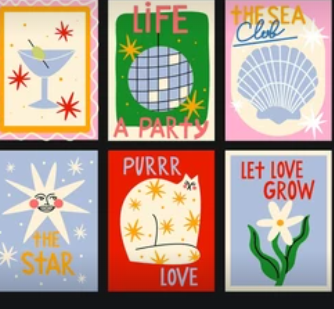 LiFE
A PARTY
THE SEA
Club
THE
STAR
PURRR
LOVE
LET LOVE
GROW